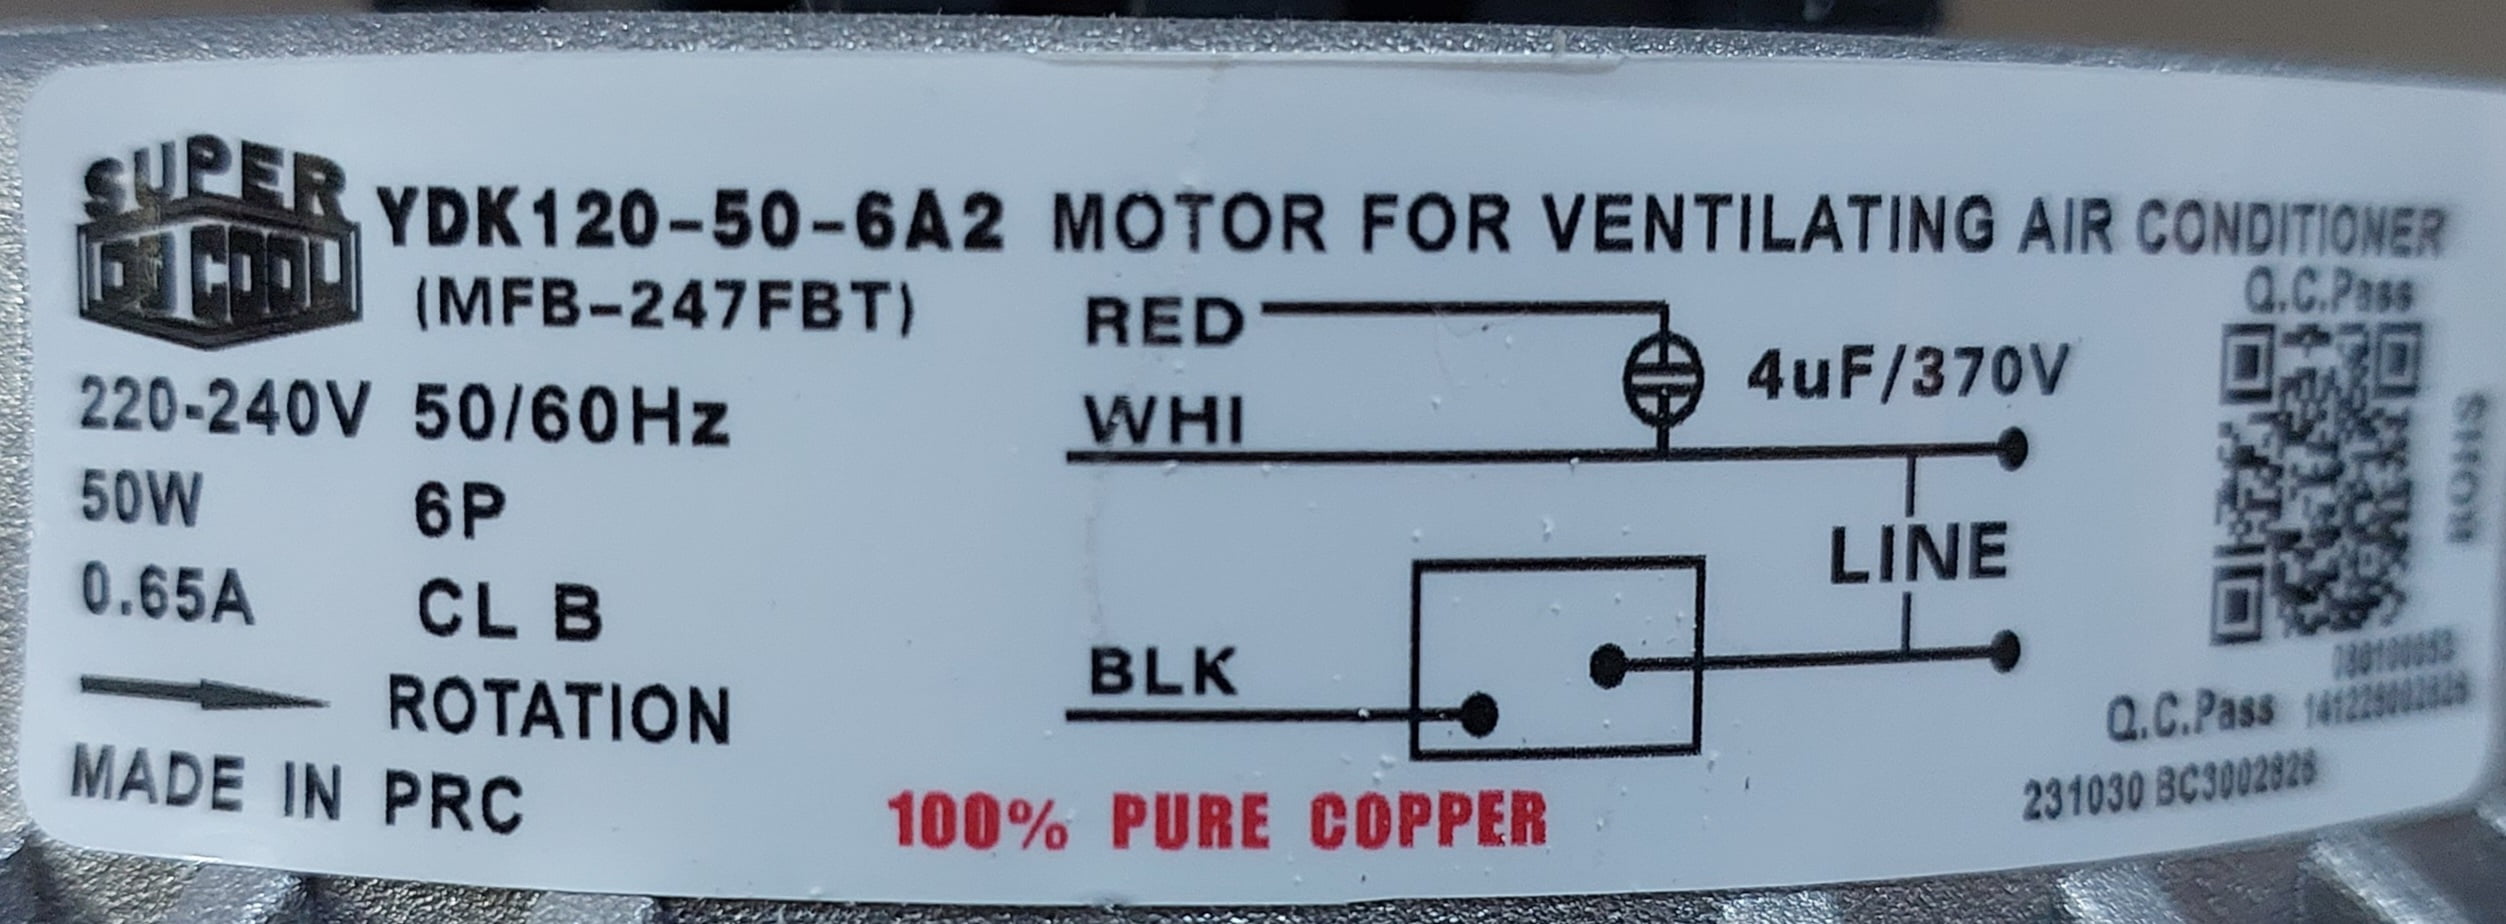 SUPER
COOL
YDK120-50-6A2 MOTOR FOR VENTILATING AIR CONDITIONER
(MFB-247FBT)
220-240V 50/60Hz
50W 6P
0.65A CL B
ROTATION
MADE IN PRC
RED
4uF/370V
WHI
LINE
BLK
100% PURE COPPER
Q.C.Pass
Q.C.Pass
231030 BC3002826